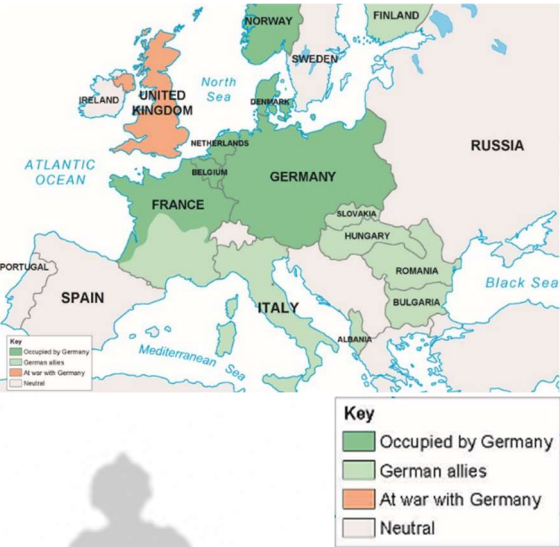 NORWAY
FINLAND
SWEDEN
North
Sea
IRELAND
UNITED
KINGDOM
DENMARK
RUSSIA
NETHERLANDS
BELGIUM
GERMANY
ATLANTIC
OCEAN
FRANCE
SLOVAKIA
HUNGARY
PORTUGAL
SPAIN
ROMANIA
Black Sea
ITALY
BULGARIA
ALBANIA
Mediterranean Sea
Key
Occupied by Germany
German allies
At war with Germany
Neutral
Key
Occupied by Germany
German allies
At war with Germany
Neutral